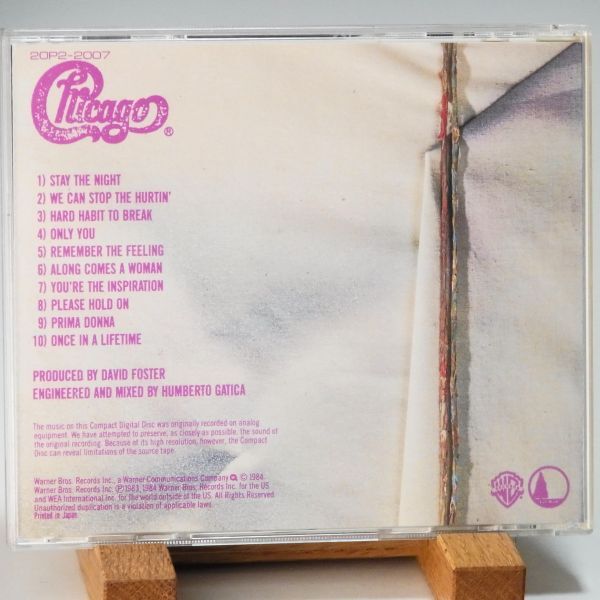 20P2-2007
Chicago®
1) STAY THE NIGHT
2) WE CAN STOP THE HURTIN'
3) HARD HABIT TO BREAK
4) ONLY YOU
5) REMEMBER THE FEELING
6) ALONG COMES A WOMAN
7) YOU'RE THE INSPIRATION
8) PLEASE HOLD ON
9) PRIMA DONNA
10) ONCE IN A LIFETIME
PRODUCED BY DAVID FOSTER
ENGINEERED AND MIXED BY HUMBERTO GATICA
The music on this Compact Digital Disc was originally recorded on analog
equipment. We have attempted to preserve, as closely as possible, the sound of
the original recording. Because of its high resolution, however, the Compact
Disc can reveal limitations of the source tape.
Warner Bros. Records Inc., a Warner Communications Company © 1984
Warner Bros. Records Inc. ℗ 1983, 1984 Warner Bros. Records Inc. for the US
and WEA International Inc. for the world outside of the US. All Rights Reserved.
Unauthorized duplication is a violation of applicable laws.
Printed in Japan